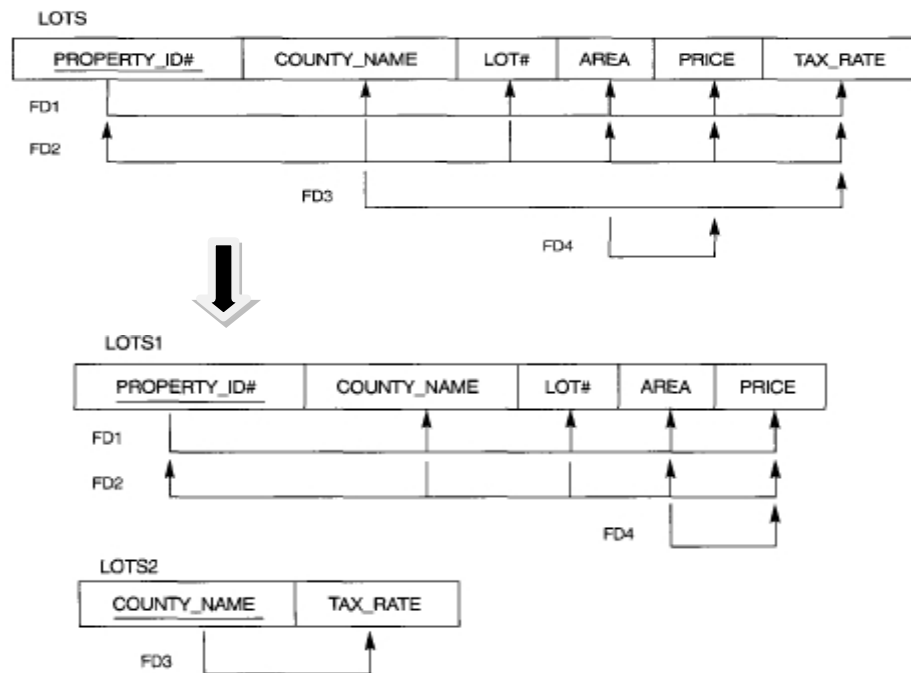 LOTS
PROPERTY_ID# COUNTY_NAME LOT# AREA PRICE TAX_RATE
FD1
FD2
FD3
FD4
LOTS1
PROPERTY_ID# COUNTY_NAME LOT# AREA PRICE
FD1
FD2
FD4
LOTS2
COUNTY_NAME TAX_RATE
FD3